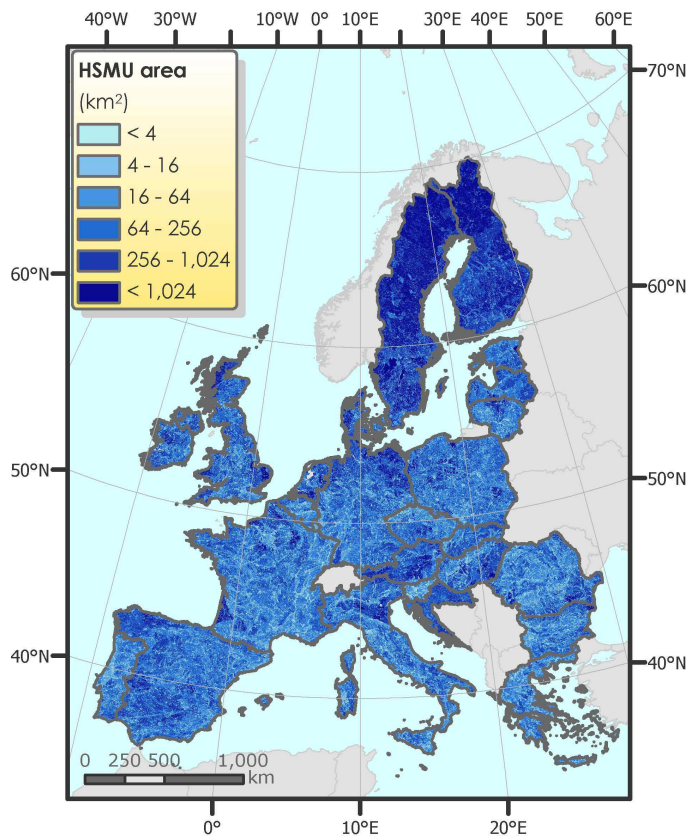 40°W 30°W 10°W 0° 10°E 30°E 40°E 50°E 60°E
HSMU area
(km²)
< 4
4 - 16
16 - 64
64 - 256
256 - 1,024
< 1,024
70°N
60°N
60°N
50°N
50°N
40°N
40°N
0 250 500 1,000
km
0° 10°E 20°E